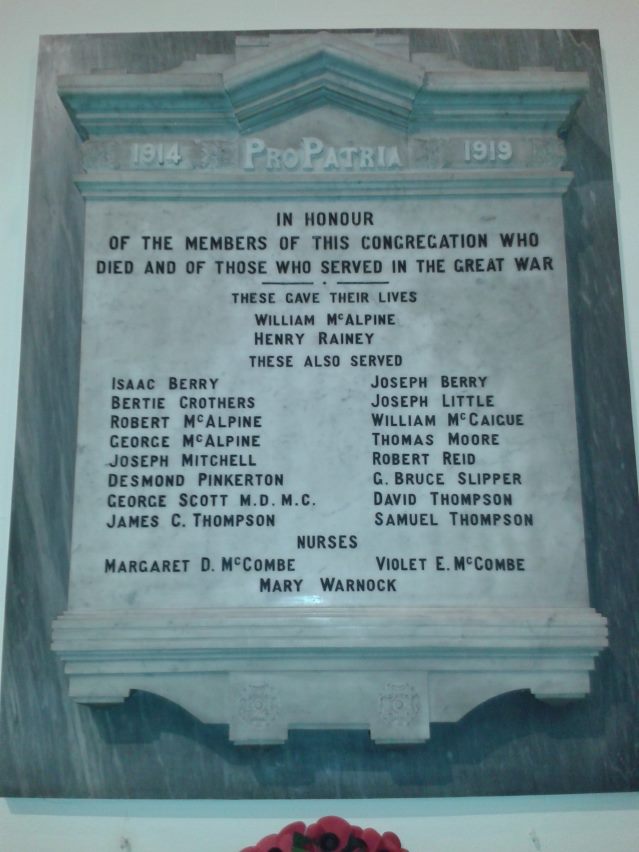 1914 PRO PATRIA 1919
IN HONOUR
OF THE MEMBERS OF THIS CONGREGATION WHO
DIED AND OF THOSE WHO SERVED IN THE GREAT WAR
THESE GAVE THEIR LIVES
WILLIAM McALPINE
HENRY RAINEY
THESE ALSO SERVED
ISAAC BERRY JOSEPH BERRY
BERTIE CROTHERS JOSEPH LITTLE
ROBERT McALPINE WILLIAM McCAIGUE
GEORGE McALPINE THOMAS MOORE
JOSEPH MITCHELL ROBERT REID
DESMOND PINKERTON G. BRUCE SLIPPER
GEORGE SCOTT M.D. M.C. DAVID THOMPSON
JAMES C. THOMPSON SAMUEL THOMPSON
NURSES
MARGARET D. McCOMBE VIOLET E. McCOMBE
MARY WARNOCK